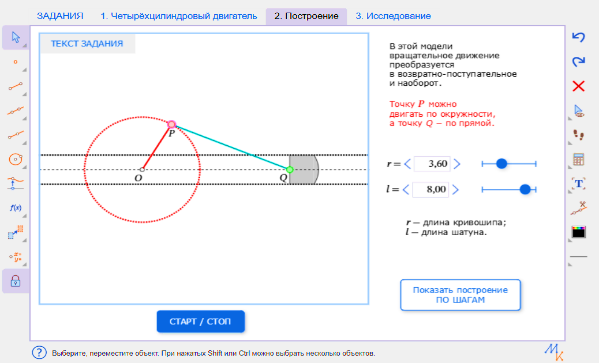 ЗАДАНИЯ 1. Четырёхцилиндровый двигатель 2. Построение 3. Исследование
ТЕКСТ ЗАДАНИЯ
P
O
Q
В этой модели
вращательное движение
преобразуется
в возвратно-поступательное
и наоборот.
Точку P можно
двигать по окружности,
а точку Q – по прямой.
r = < 3,60 >
l = < 8,00 >
r — длина кривошипа;
l — длина шатуна.
Показать построение
ПО ШАГАМ
СТАРТ / СТОП
f(x)
T
? Выберите, переместите объект. При нажатых Shift или Ctrl можно выбрать несколько объектов.
МК